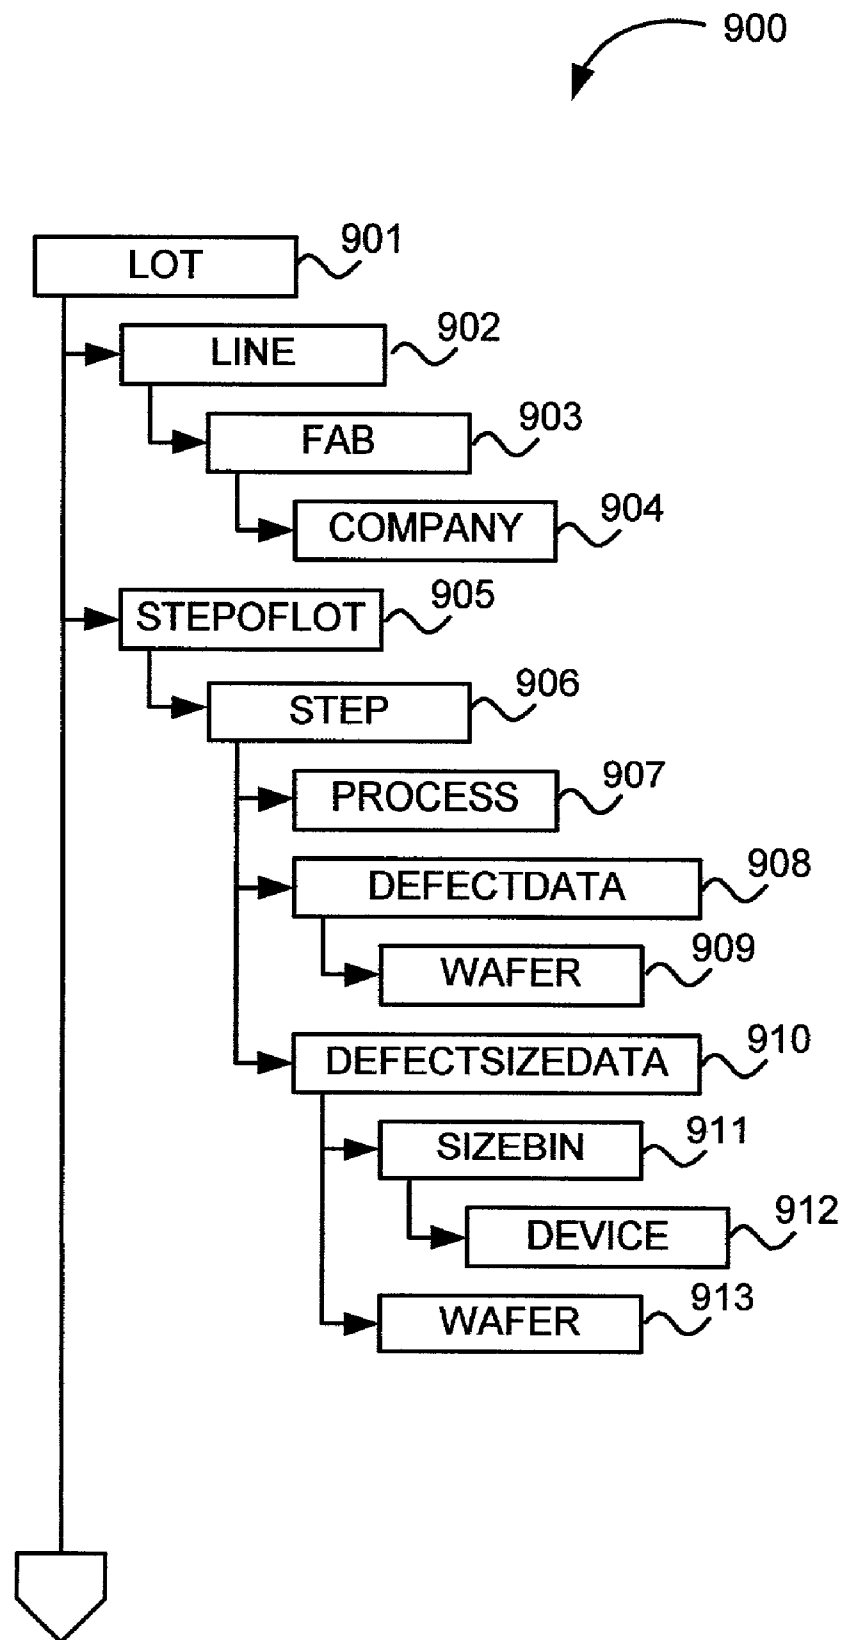 900
LOT 901
LINE 902
FAB 903
COMPANY 904
STEPOFLOT 905
STEP 906
PROCESS 907
DEFECTDATA 908
WAFER 909
DEFECTSIZEDATA 910
SIZEBIN 911
DEVICE 912
WAFER 913